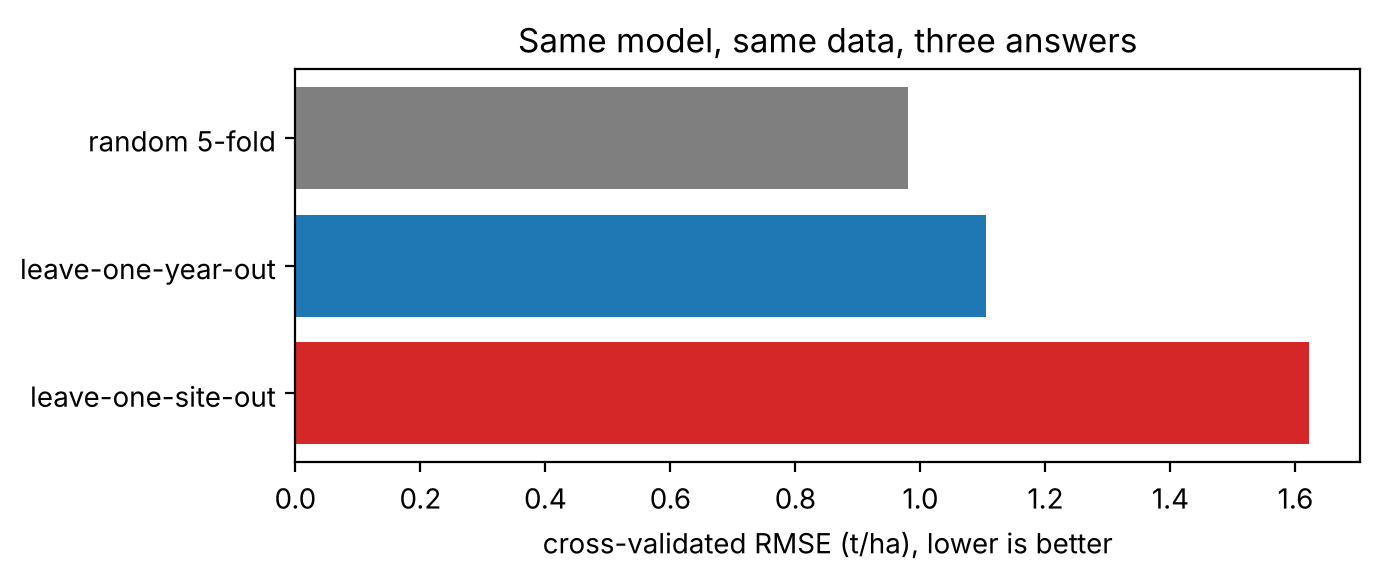 Same model, same data, three answers
random 5-fold
leave-one-year-out
leave-one-site-out
0.0 0.2 0.4 0.6 0.8 1.0 1.2 1.4 1.6
cross-validated RMSE (t/ha), lower is better